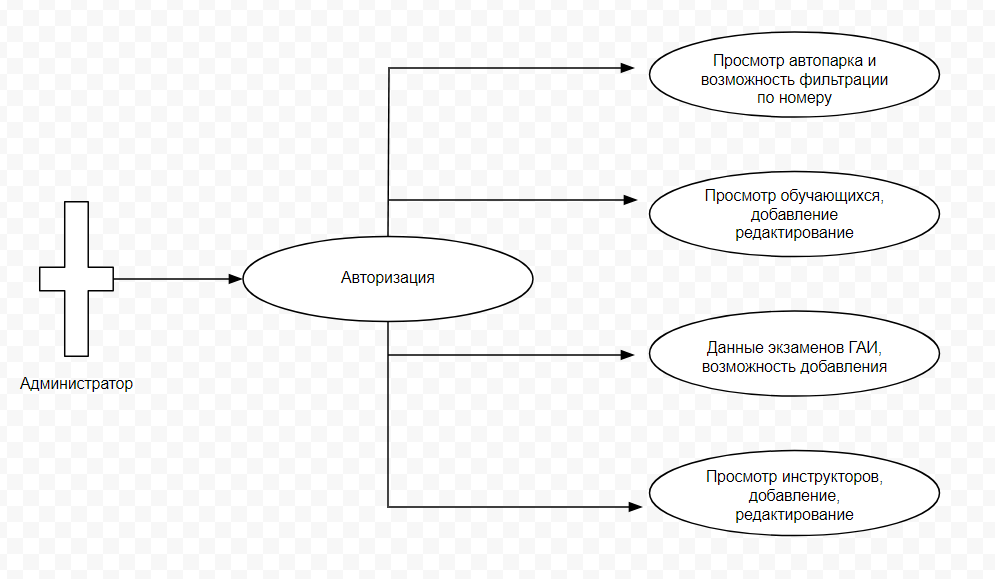 Просмотр автопарка и
возможность фильтрации
по номеру
Просмотр обучающихся,
добавление
редактирование
Авторизация
Администратор
Данные экзаменов ГАИ,
возможность добавления
Просмотр инструкторов,
добавление,
редактирование